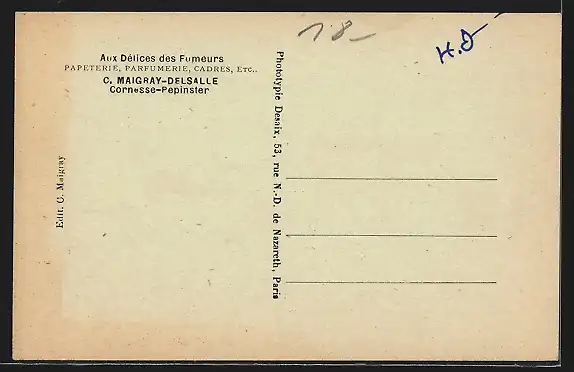 Aux Délices des Fumeurs
PAPETERIE, PARFUMERIE, CADRES, ETC..
C. MAIGRAY-DELSALLE
Cornesse-Pepinster
Edit. C. Maigray
Phototypie Desaix, 53, rue N.-D. de Nazareth, Paris
18-